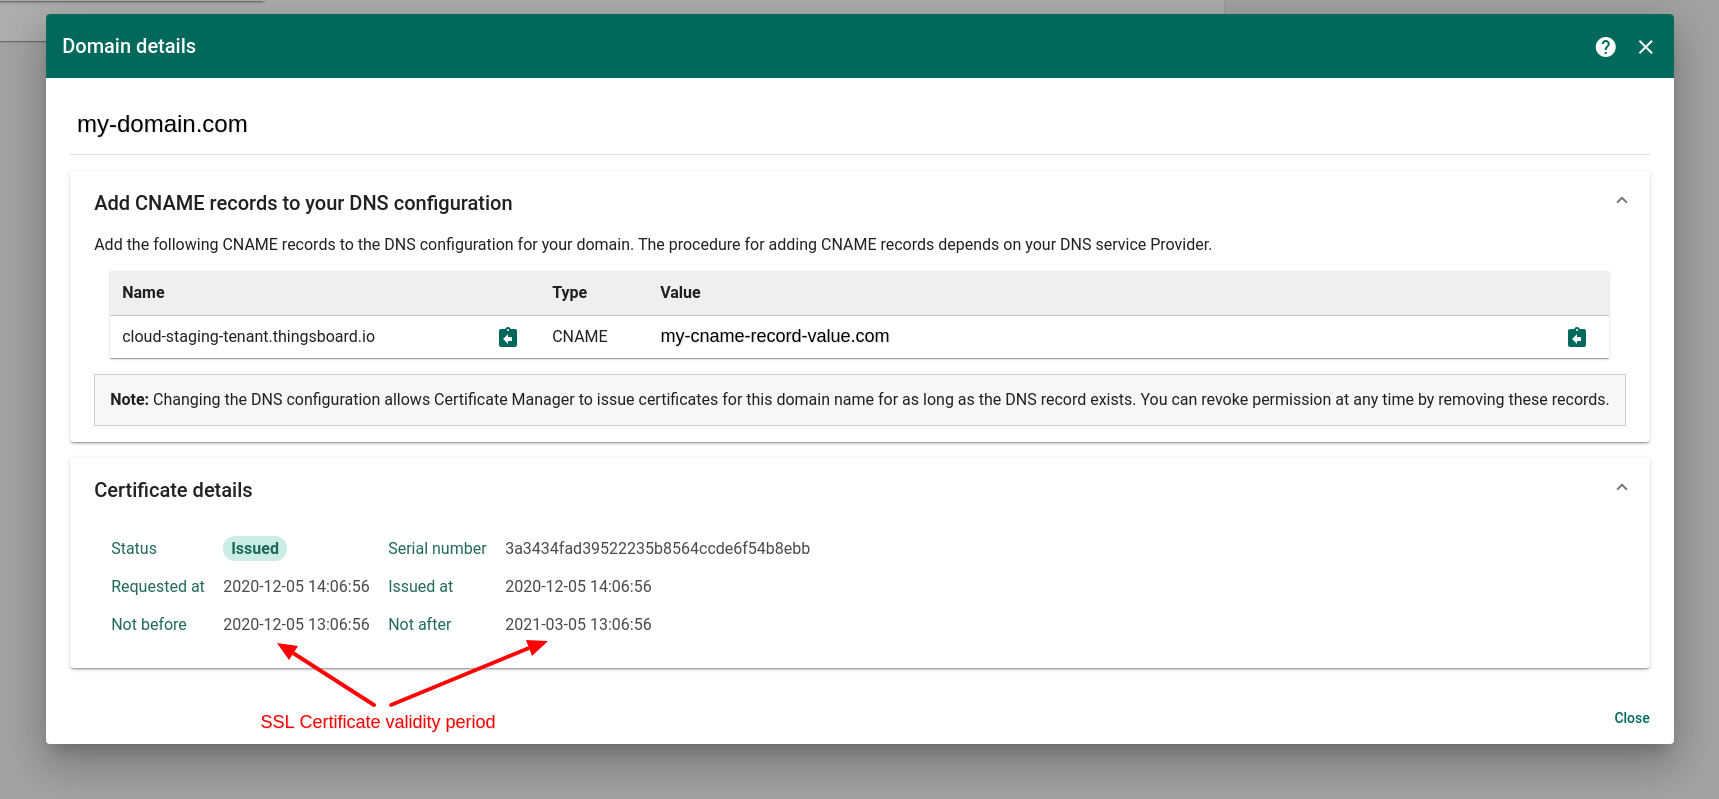 Domain details
my-domain.com
Add CNAME records to your DNS configuration
Add the following CNAME records to the DNS configuration for your domain. The procedure for adding CNAME records depends on your DNS service Provider.
Name Type Value
cloud-staging-tenant.thingsboard.io CNAME my-cname-record-value.com
Note: Changing the DNS configuration allows Certificate Manager to issue certificates for this domain name for as long as the DNS record exists. You can revoke permission at any time by removing these records.
Certificate details
Status Issued Serial number 3a3434fad39522235b8564ccde6f54b8ebb
Requested at 2020-12-05 14:06:56 Issued at 2020-12-05 14:06:56
Not before 2020-12-05 13:06:56 Not after 2021-03-05 13:06:56
SSL Certificate validity period
Close